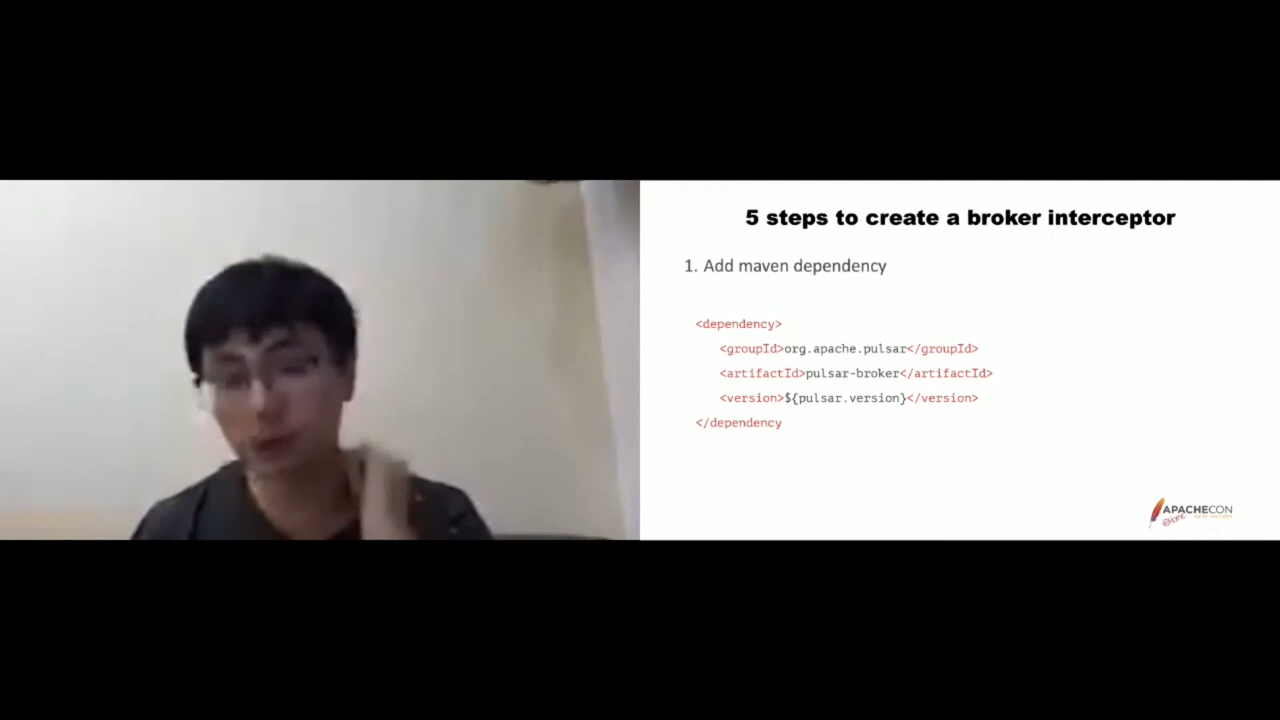 5 steps to create a broker interceptor
1. Add maven dependency
<dependency>
<groupId>org.apache.pulsar</groupId>
<artifactId>pulsar-broker</artifactId>
<version>${pulsar.version}</version>
</dependency
APACHECON
@Home